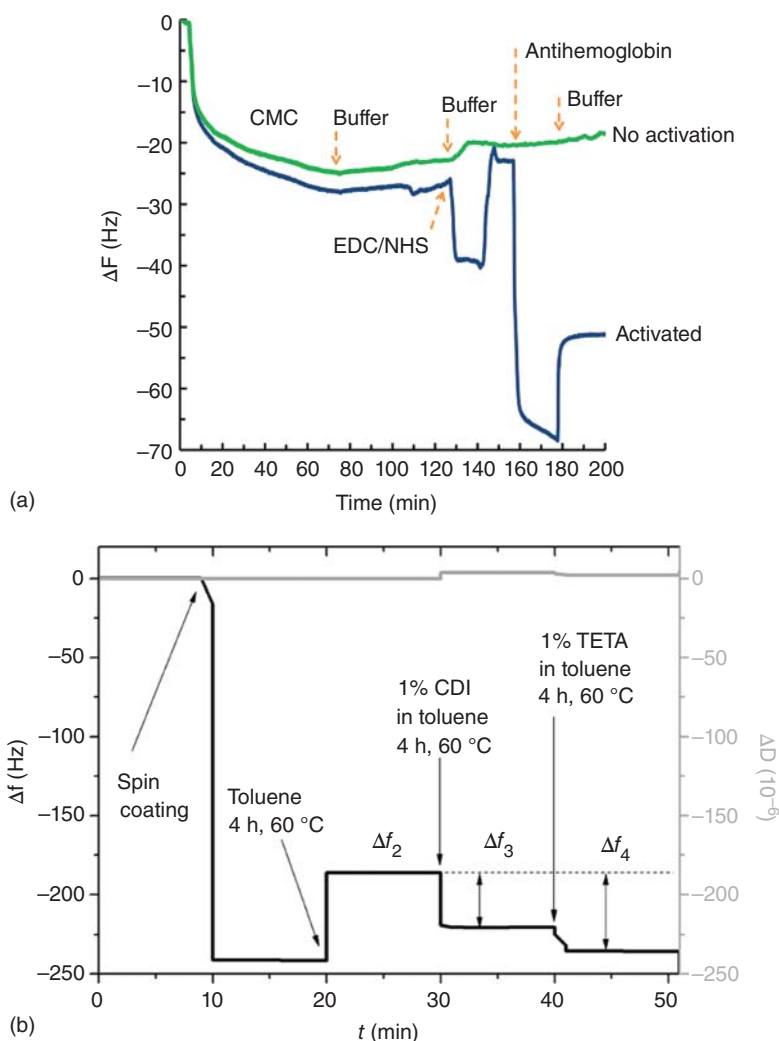 0
−10
−20
−30
−40
−50
−60
−70
ΔF (Hz)
CMC
Buffer
Buffer
Antihemoglobin
Buffer
No activation
EDC/NHS
Activated
0 20 40 60 80 100 120 140 160 180 200
Time (min)
(a)
0
−50
−100
−150
−200
−250
Δf (Hz)
0
−50
−100
−150
−200
−250
ΔD (10⁻⁶)
Spin
coating
Toluene
4 h, 60 °C
1% CDI
in toluene
4 h, 60 °C
1% TETA
in toluene
4 h, 60 °C
Δf₂
Δf₃
Δf₄
0 10 20 30 40 50
t (min)
(b)